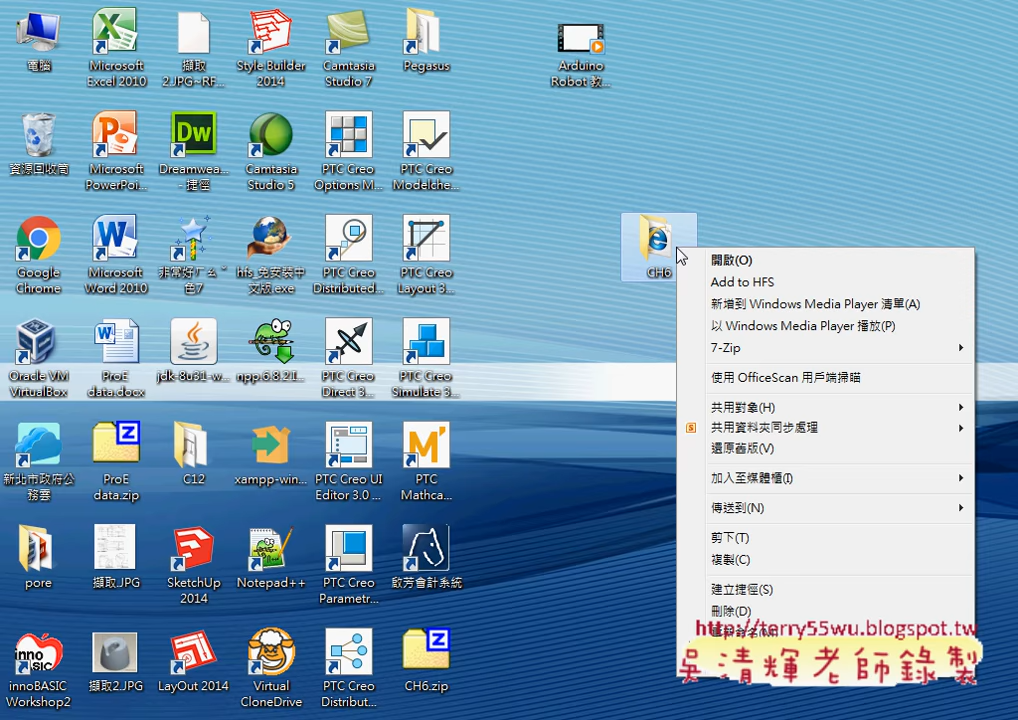 電腦
Microsoft
Excel 2010
擷取
2.JPG~RF...
Style Builder
2014
Camtasia
Studio 7
Pegasus
Arduino
Robot 教...
資源回收筒
Microsoft
PowerPoi...
Dreamwea...
- 捷徑
Camtasia
Studio 5
PTC Creo
Options M...
PTC Creo
Modelche...
Google
Chrome
Microsoft
Word 2010
非常好ㄏㄠˇ
色7
hfs_免安裝中
文版.exe
PTC Creo
Distributed...
PTC Creo
Layout 3...
CH6
Oracle VM
VirtualBox
ProE
data.docx
jdk-8u31-w...
npp.6.8.21...
PTC Creo
Direct 3...
PTC Creo
Simulate 3...
新北市政府公
務雲
ProE
data.zip
C12
xampp-win...
PTC Creo UI
Editor 3.0 ...
PTC
Mathca...
pore
擷取.JPG
SketchUp
2014
Notepad++
PTC Creo
Parametr...
啟芳會計系統
innoBASIC
Workshop2
擷取2.JPG
LayOut 2014
Virtual
CloneDrive
PTC Creo
Distribut...
CH6.zip
開啟(O)
Add to HFS
新增到 Windows Media Player 清單(A)
以 Windows Media Player 播放(P)
7-Zip
使用 OfficeScan 用戶端掃瞄
共用對象(H)
共用資料夾同步處理
還原舊版(V)
加入至媒體櫃(I)
傳送到(N)
剪下(T)
複製(C)
建立捷徑(S)
刪除(D)
http://terry55wu.blogspot.tw
吳清輝老師錄製